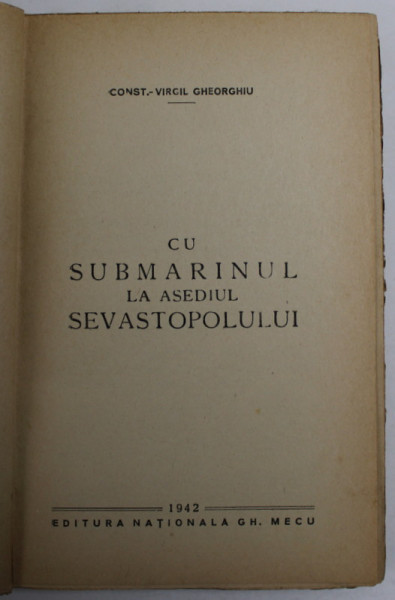 CONST.-VIRGIL GHEORGHIU
CU
SUBMARINUL
LA ASEDIUL
SEVASTOPOLULUI
1942
EDITURA NAȚIONALA GH. MECU